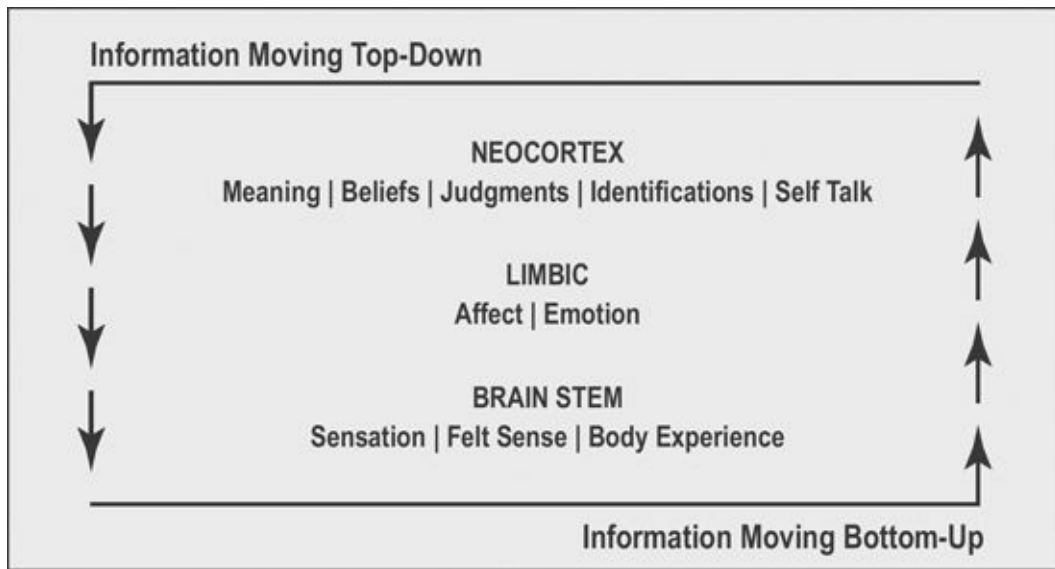 Information Moving Top-Down
NEOCORTEX
Meaning | Beliefs | Judgments | Identifications | Self Talk
LIMBIC
Affect | Emotion
BRAIN STEM
Sensation | Felt Sense | Body Experience
Information Moving Bottom-Up